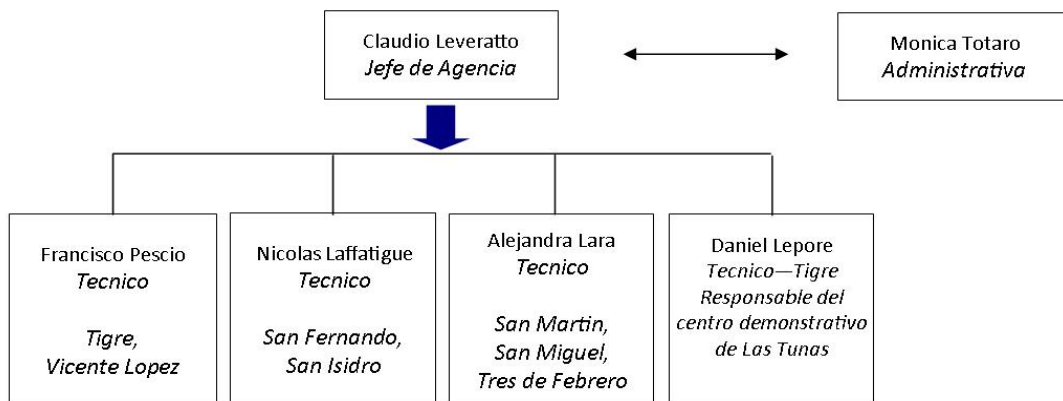 Claudio Leveratto
Jefe de Agencia
Monica Totaro
Administrativa
Francisco Pescio
Tecnico
Tigre,
Vicente Lopez
Nicolas Laffatigue
Tecnico
San Fernando,
San Isidro
Alejandra Lara
Tecnico
San Martin,
San Miguel,
Tres de Febrero
Daniel Lepore
Tecnico—Tigre
Responsable del
centro demonstrativo
de Las Tunas